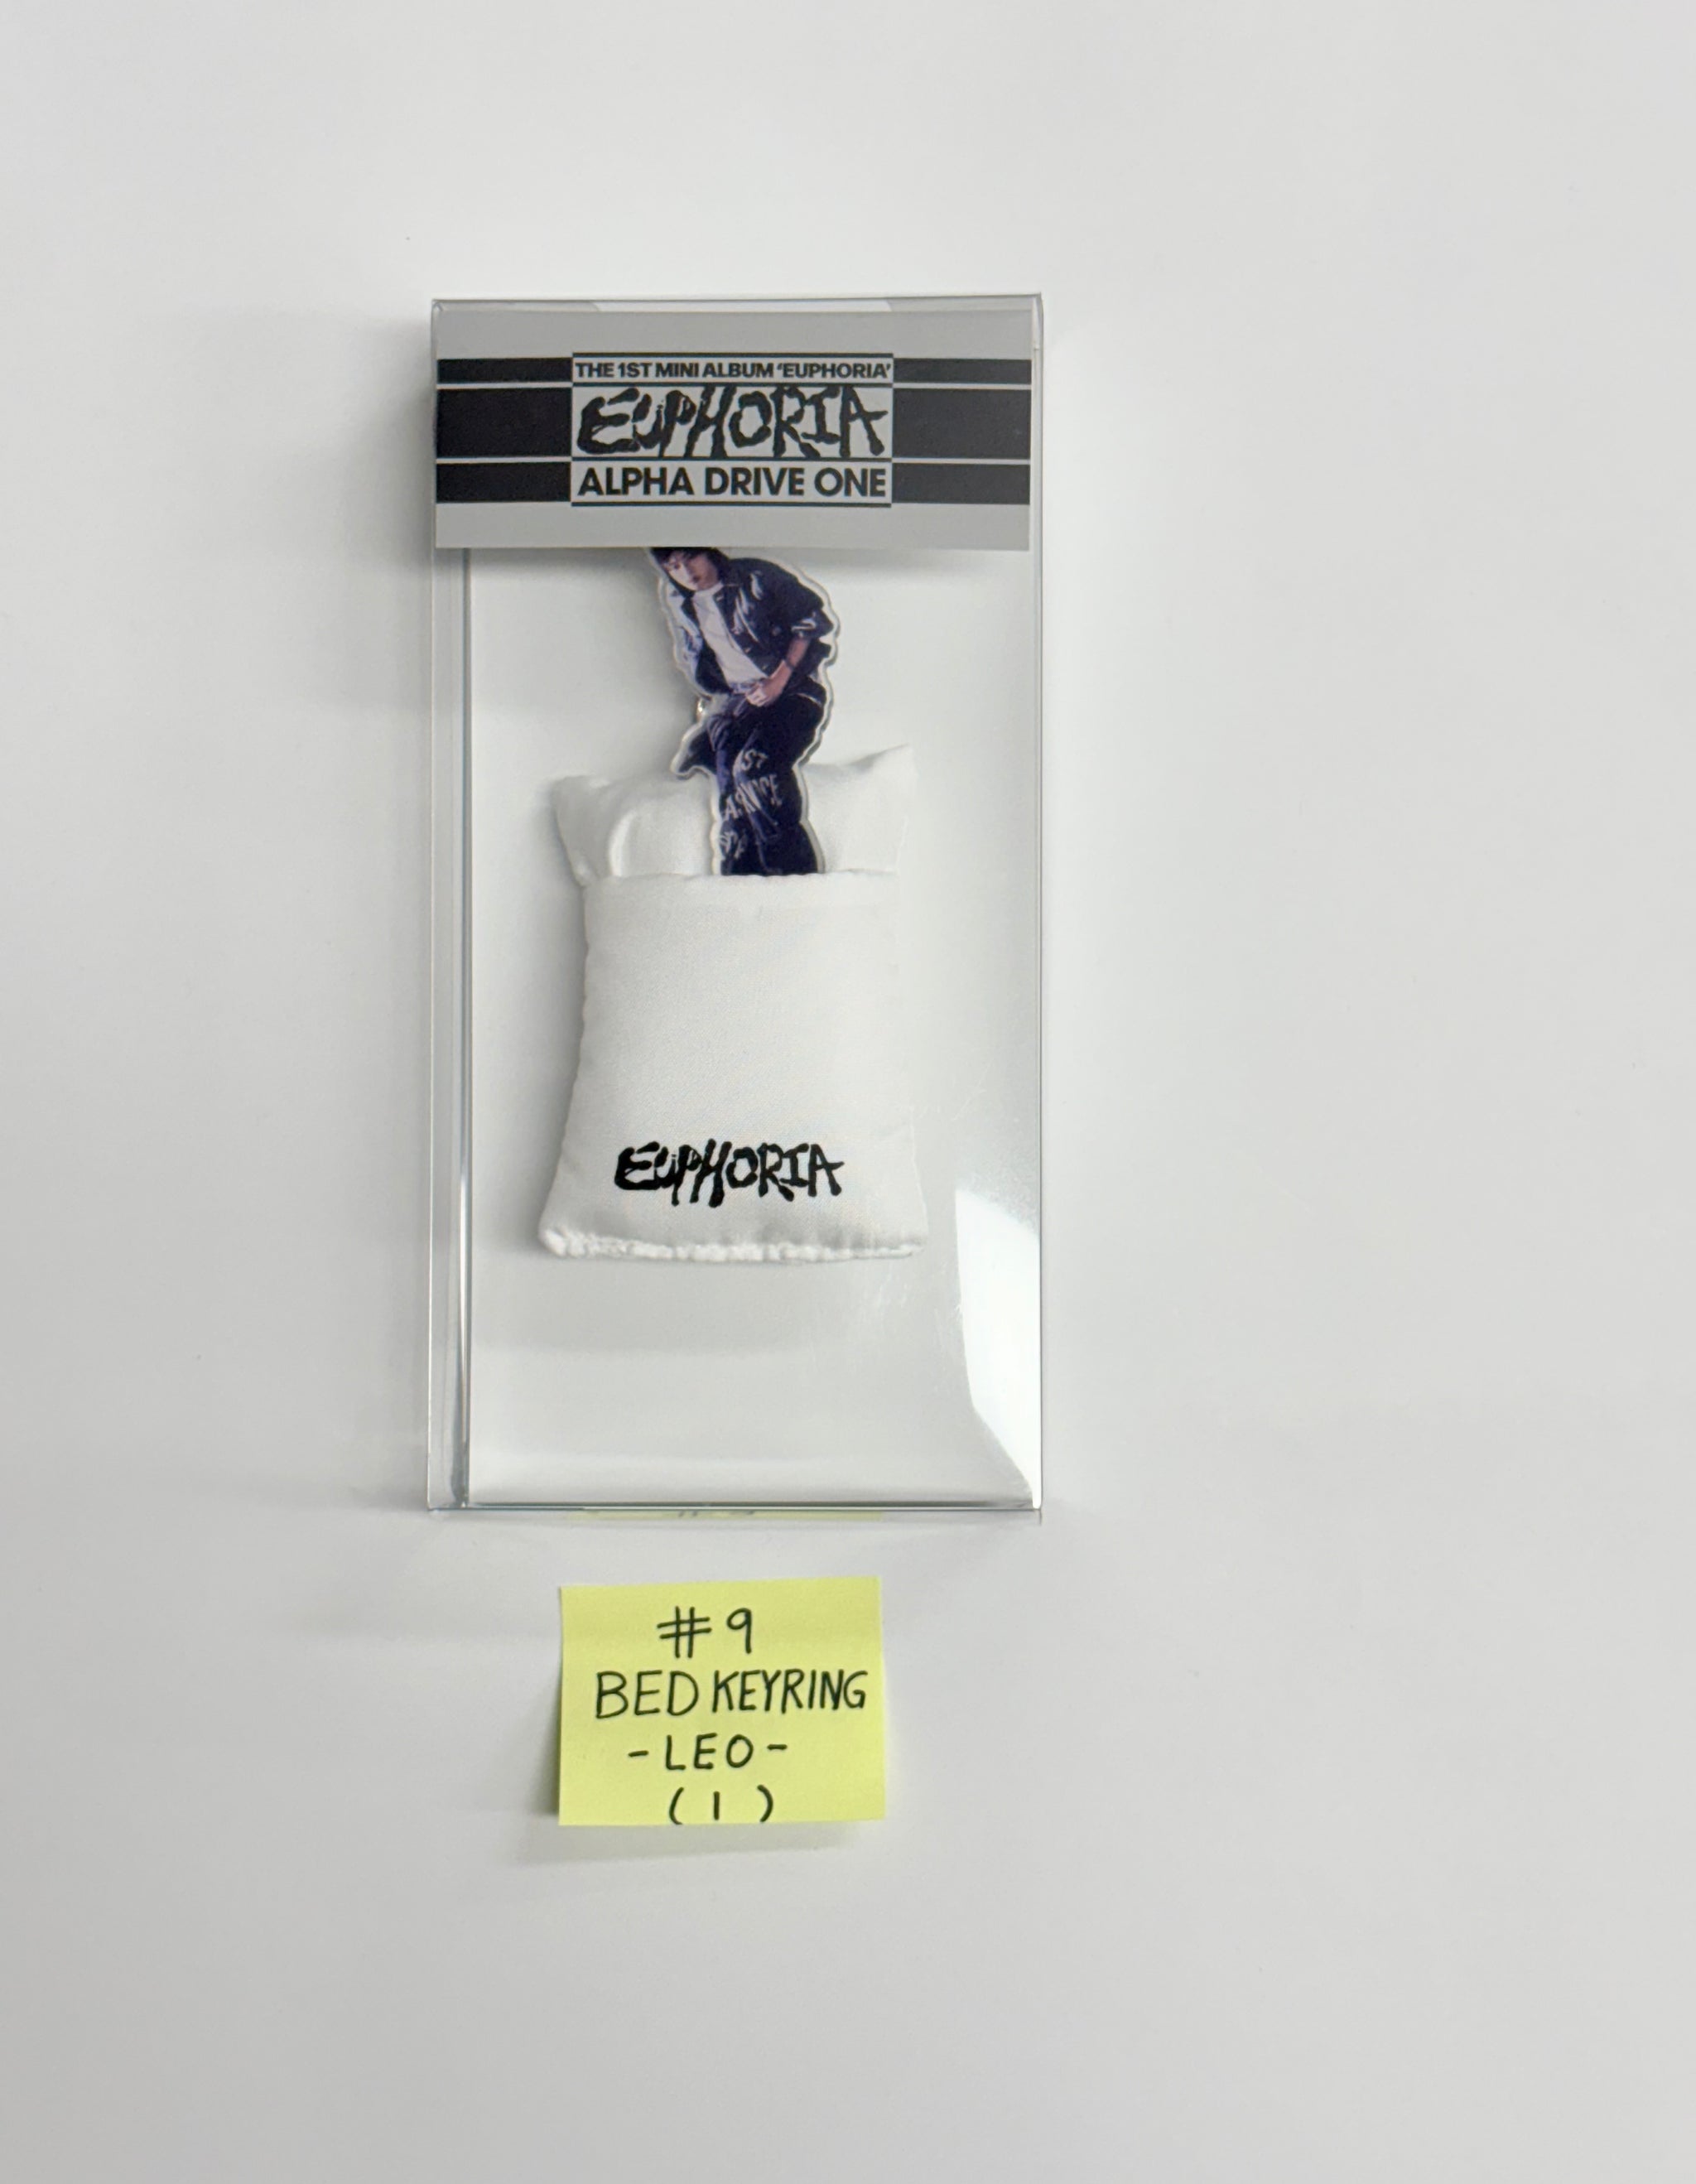 THE 1ST MINI ALBUM 'EUPHORIA'
EUPHORIA
ALPHA DRIVE ONE
EUPHORIA
#9
BED KEYRING
-LEO-
(1)